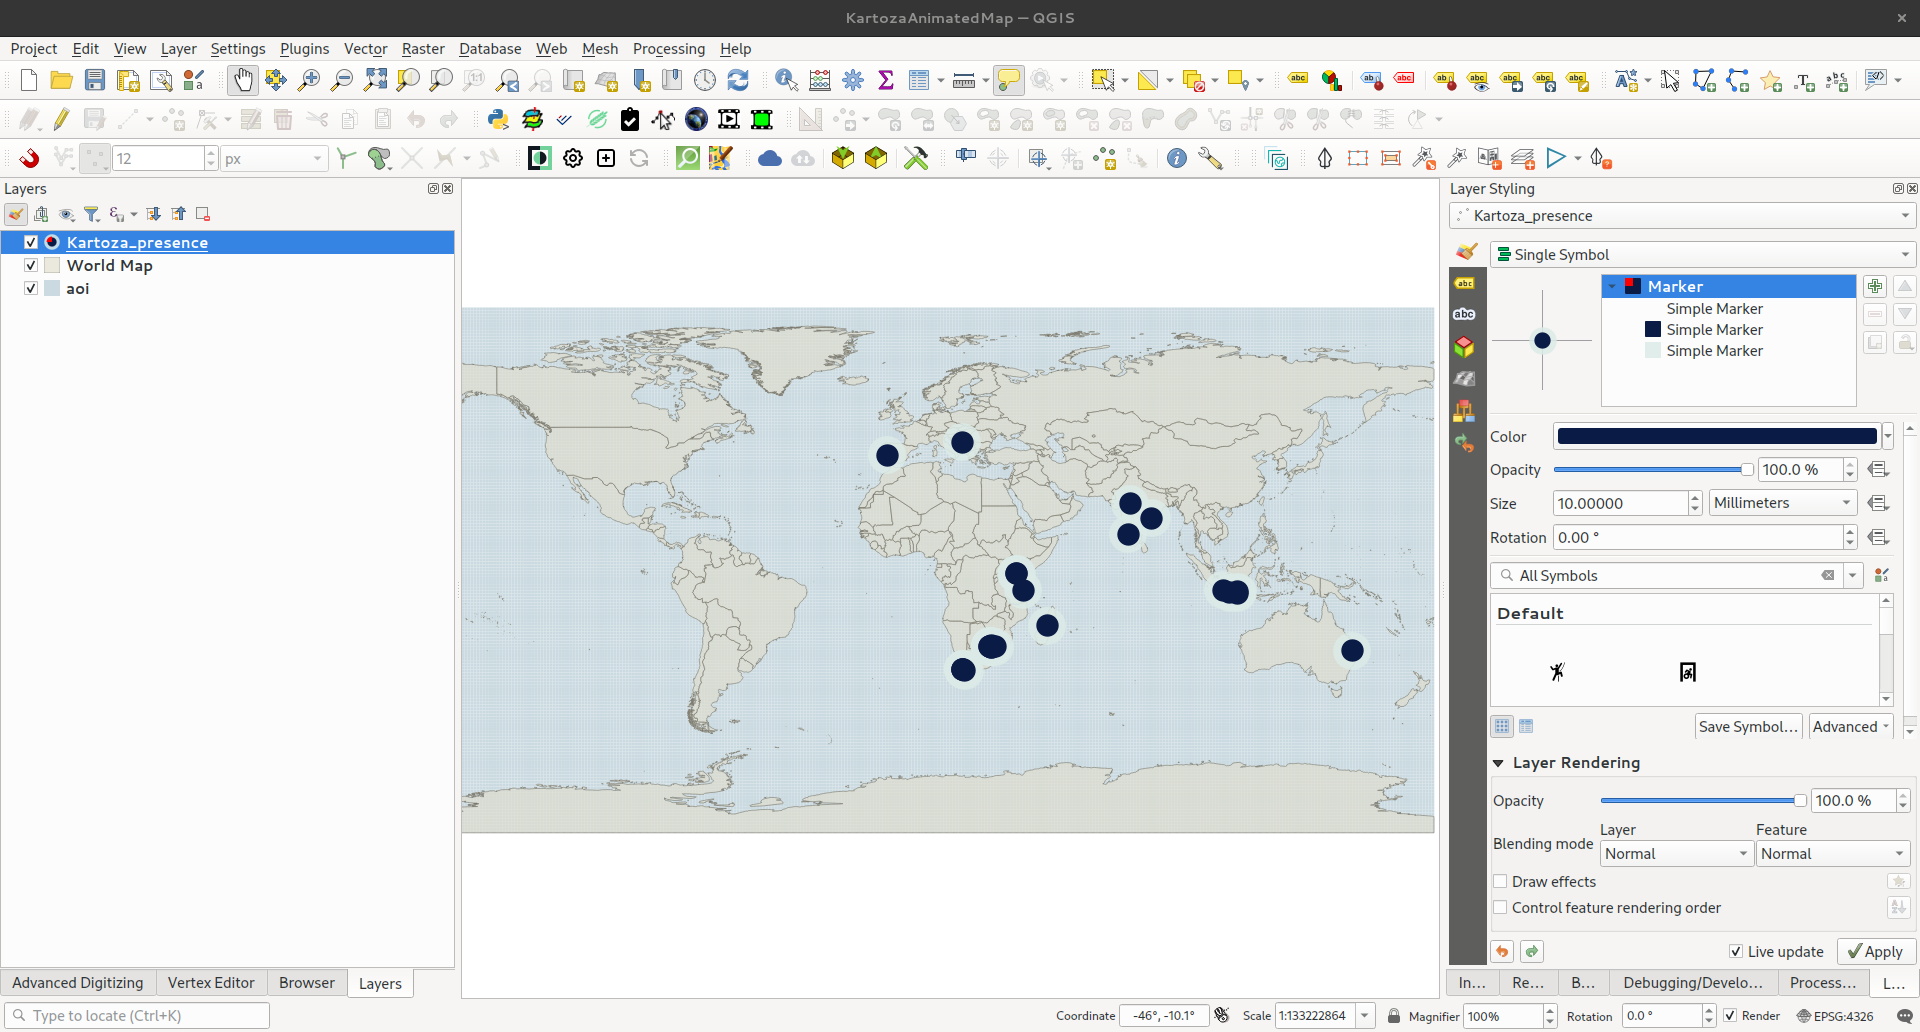 KartozaAnimatedMap — QGIS
Project Edit View Layer Settings Plugins Vector Raster Database Web Mesh Processing Help
12 px
Layers
Kartoza_presence
World Map
aoi
Advanced Digitizing Vertex Editor Browser Layers
Type to locate (Ctrl+K)
Layer Styling
Kartoza_presence
Single Symbol
Marker
Simple Marker
Simple Marker
Simple Marker
Color
Opacity 100.0 %
Size 10.00000 Millimeters
Rotation 0.00 °
All Symbols
Default
Save Symbol... Advanced
Layer Rendering
Opacity 100.0 %
Layer Feature
Blending mode Normal Normal
Draw effects
Control feature rendering order
Live update Apply
In... Re... B... Debugging/Develo... Process... L...
Coordinate -46°, -10.1° Scale 1:133222864 Magnifier 100% Rotation 0.0 ° Render EPSG:4326